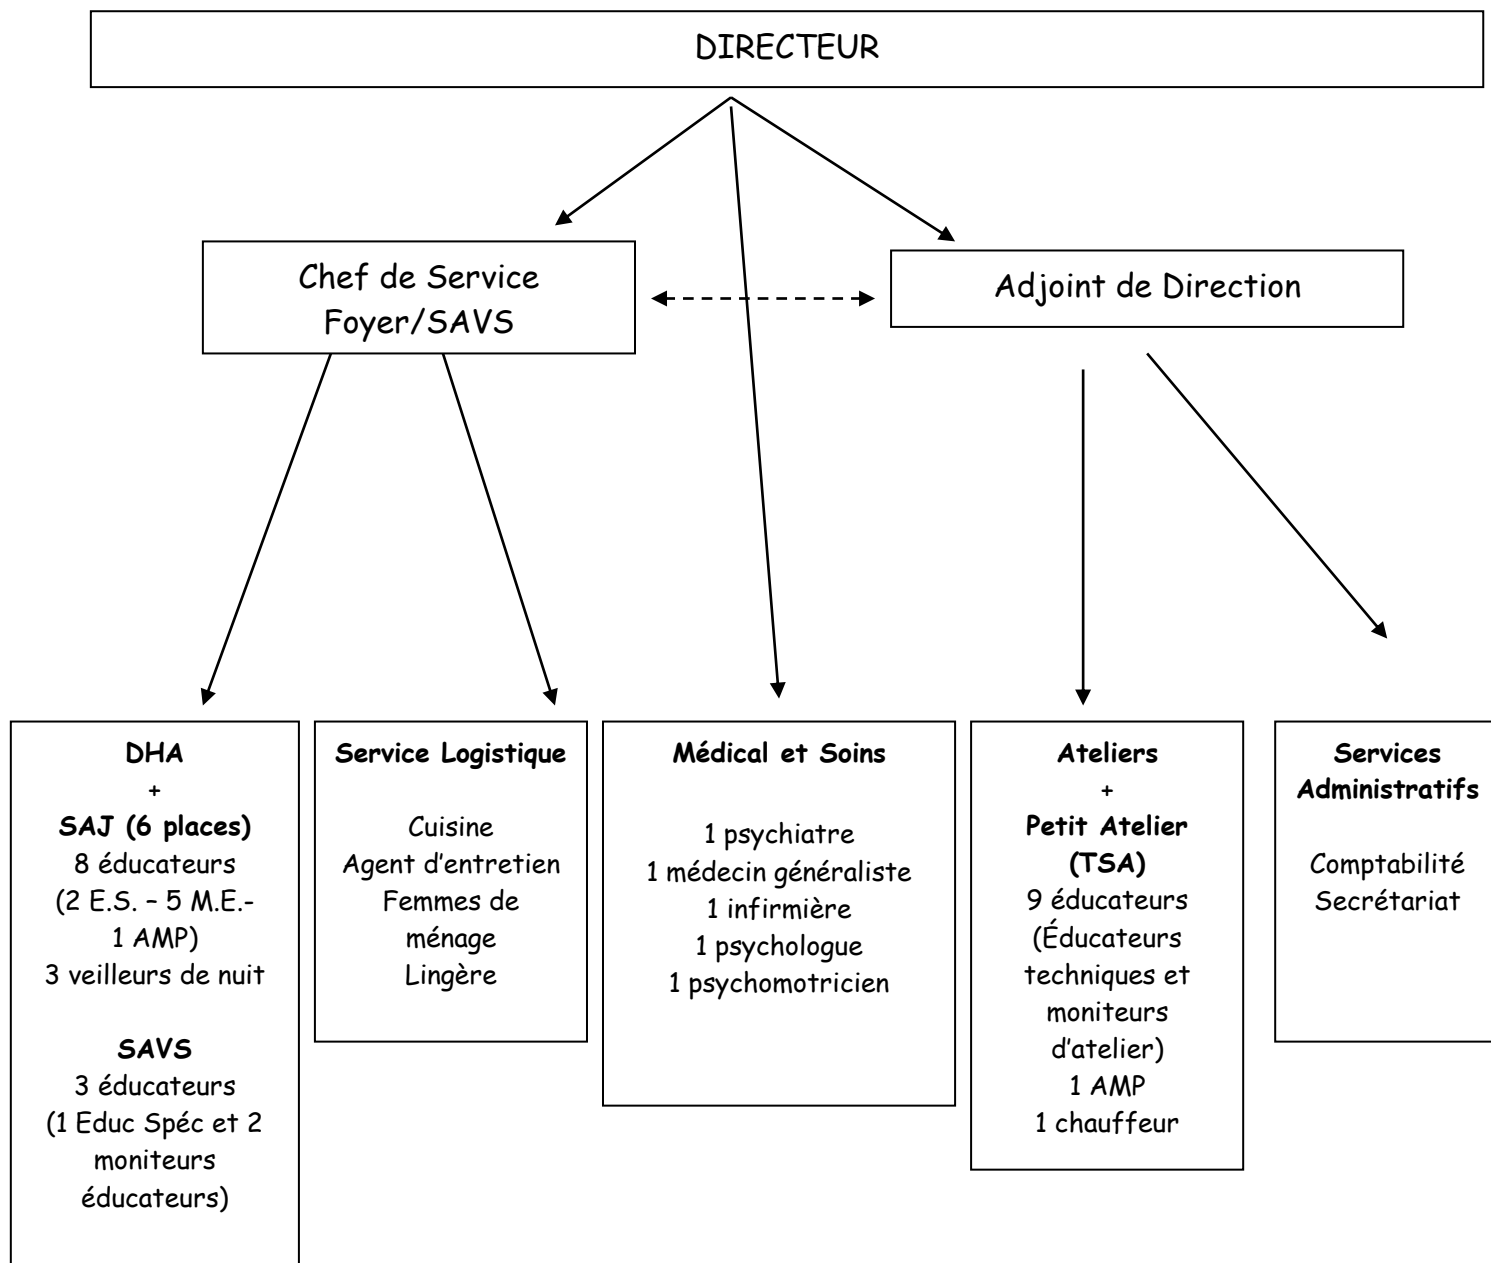 DIRECTEUR
Chef de Service
Foyer/SAVS
Adjoint de Direction
DHA
+
SAJ (6 places)
8 éducateurs
(2 E.S. – 5 M.E.-
1 AMP)
3 veilleurs de nuit
SAVS
3 éducateurs
(1 Educ Spéc et 2
moniteurs
éducateurs)
Service Logistique
Cuisine
Agent d'entretien
Femmes de
ménage
Lingère
Médical et Soins
1 psychiatre
1 médecin généraliste
1 infirmière
1 psychologue
1 psychomotricien
Ateliers
+
Petit Atelier
(TSA)
9 éducateurs
(Éducateurs
techniques et
moniteurs
d'atelier)
1 AMP
1 chauffeur
Services
Administratifs
Comptabilité
Secrétariat